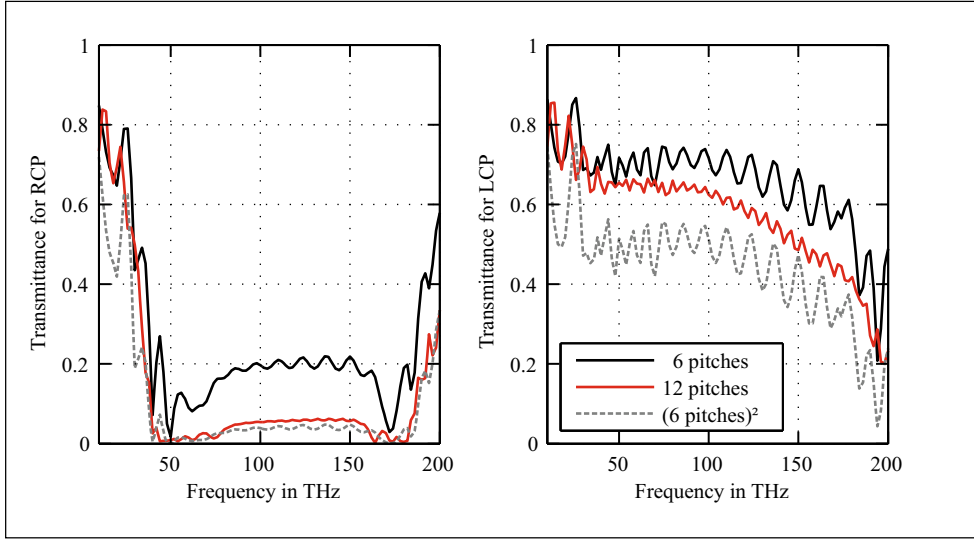 Transmittance for RCP
1
0.8
0.6
0.4
0.2
0
50
100
150
200
Frequency in THz
Transmittance for LCP
1
0.8
0.6
0.4
0.2
0
50
100
150
200
Frequency in THz
6 pitches
12 pitches
(6 pitches)²